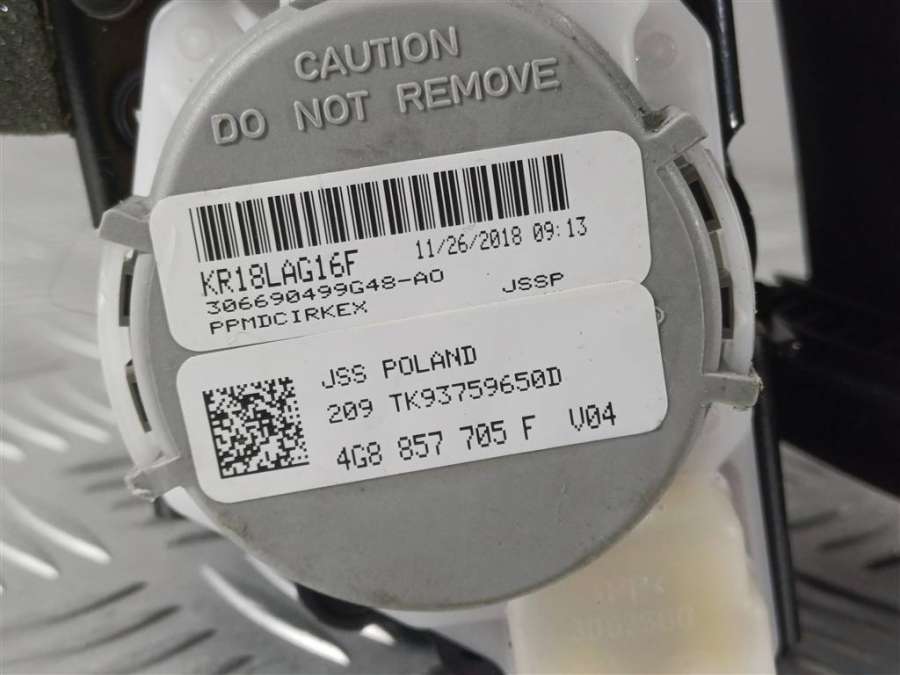 CAUTION
DO NOT REMOVE
KR18LAG16F 11/26/2018 09:13
306690499G48-AO JSSP
PPMDCIRKEX
JSS POLAND
209 TK93759650D
4G8 857 705 F V04